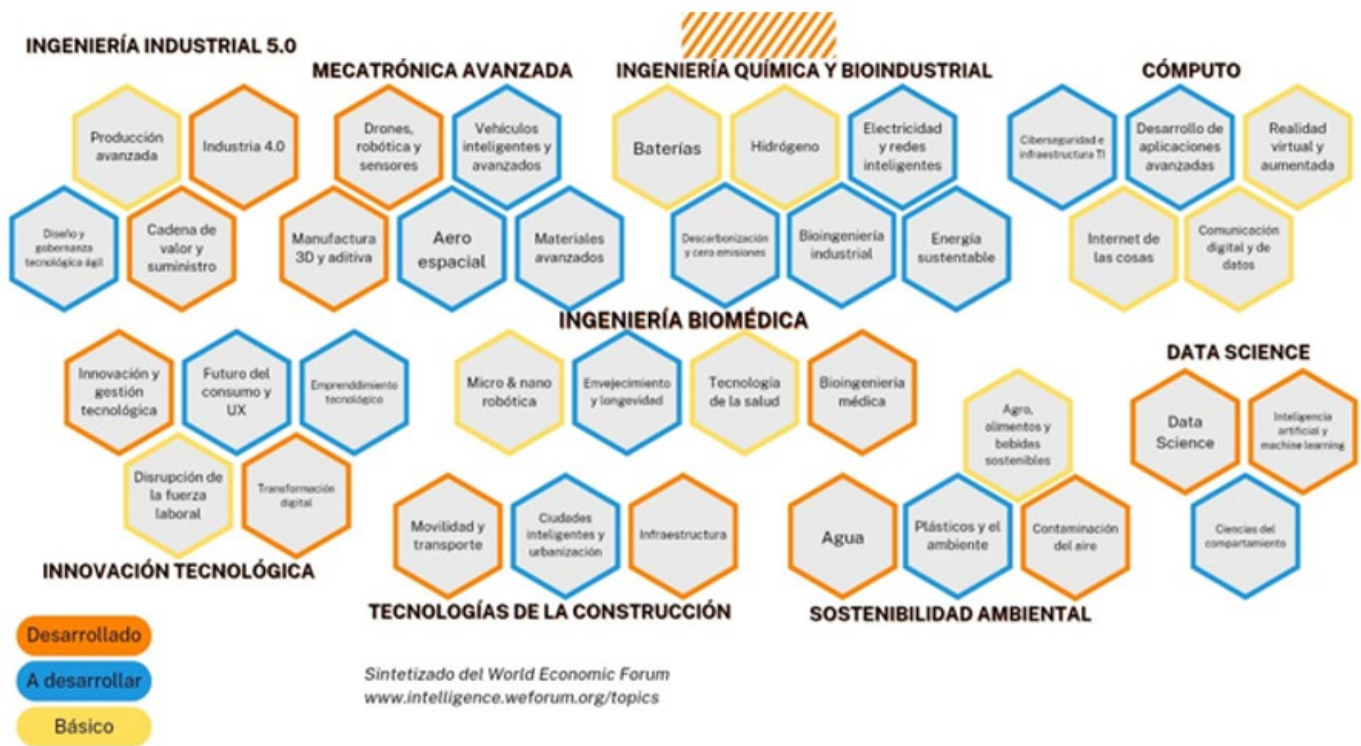 INGENIERÍA INDUSTRIAL 5.0
Producción
avanzada
Industria 4.0
Diseño y
gobernanza
tecnológica ágil
Cadena de
valor y
suministro
MECATRÓNICA AVANZADA
Drones,
robótica y
sensores
Vehículos
inteligentes y
avanzados
Manufactura
3D y aditiva
Aero
espacial
Materiales
avanzados
INGENIERÍA QUÍMICA Y BIOINDUSTRIAL
Baterías
Hidrógeno
Electricidad
y redes
inteligentes
Descarbonización
y cero emisiones
Bioingeniería
industrial
Energía
sustentable
CÓMPUTO
Ciberseguridad e
infraestructura TI
Desarrollo de
aplicaciones
avanzadas
Realidad
virtual y
aumentada
Internet de
las cosas
Comunicación
digital y de
datos
Innovación y
gestión
tecnológica
Futuro del
consumo y
UX
Emprenddimiento
tecnológico
Disrupción de
la fuerza
laboral
Transformación
digital
INNOVACIÓN TECNOLÓGICA
INGENIERÍA BIOMÉDICA
Micro & nano
robótica
Envejecimiento
y longevidad
Tecnología
de la salud
Bioingeniería
médica
DATA SCIENCE
Data
Science
Inteligencia
artificial y
machine learning
Ciencias del
compartamiento
Movilidad y
transporte
Ciudades
inteligentes y
urbanización
Infraestructura
TECNOLOGÍAS DE LA CONSTRUCCIÓN
Agro,
alimentos y
bebidas
sostenibles
Agua
Plásticos y el
ambiente
Contaminación
del aire
SOSTENIBILIDAD AMBIENTAL
Desarrollado
A desarrollar
Básico
Sintetizado del World Economic Forum
www.intelligence.weforum.org/topics